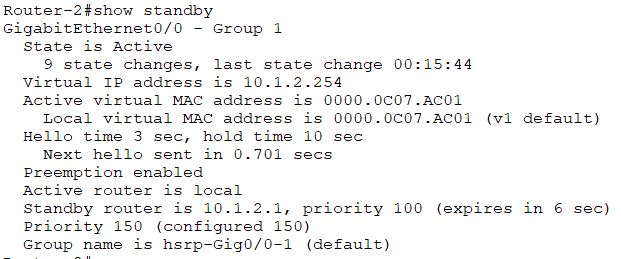 Router-2#show standby
GigabitEthernet0/0 - Group 1
State is Active
9 state changes, last state change 00:15:44
Virtual IP address is 10.1.2.254
Active virtual MAC address is 0000.0C07.AC01
Local virtual MAC address is 0000.0C07.AC01 (v1 default)
Hello time 3 sec, hold time 10 sec
Next hello sent in 0.701 secs
Preemption enabled
Active router is local
Standby router is 10.1.2.1, priority 100 (expires in 6 sec)
Priority 150 (configured 150)
Group name is hsrp-Gig0/0-1 (default)